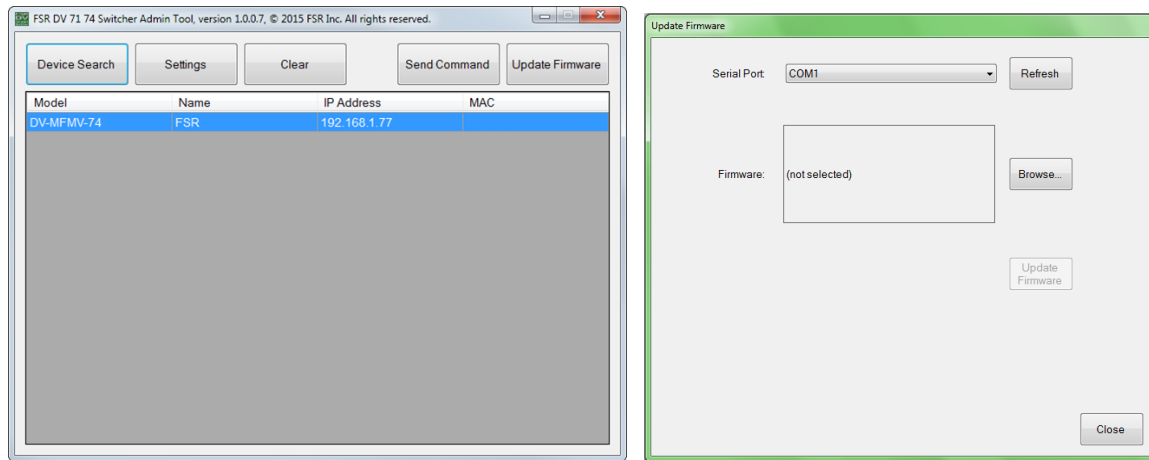 FSR DV 71 74 Switcher Admin Tool, version 1.0.0.7, © 2015 FSR Inc. All rights reserved.
Device Search Settings Clear Send Command Update Firmware
Model Name IP Address MAC
DV-MFMV-74 FSR 192.168.1.77
Update Firmware
Serial Port: COM1 Refresh
Firmware: (not selected) Browse...
Update
Firmware
Close